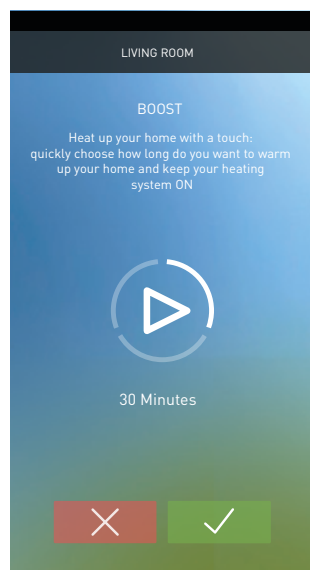 LIVING ROOM
BOOST
Heat up your home with a touch:
quickly choose how long do you want to warm
up your home and keep your heating
system ON
30 Minutes